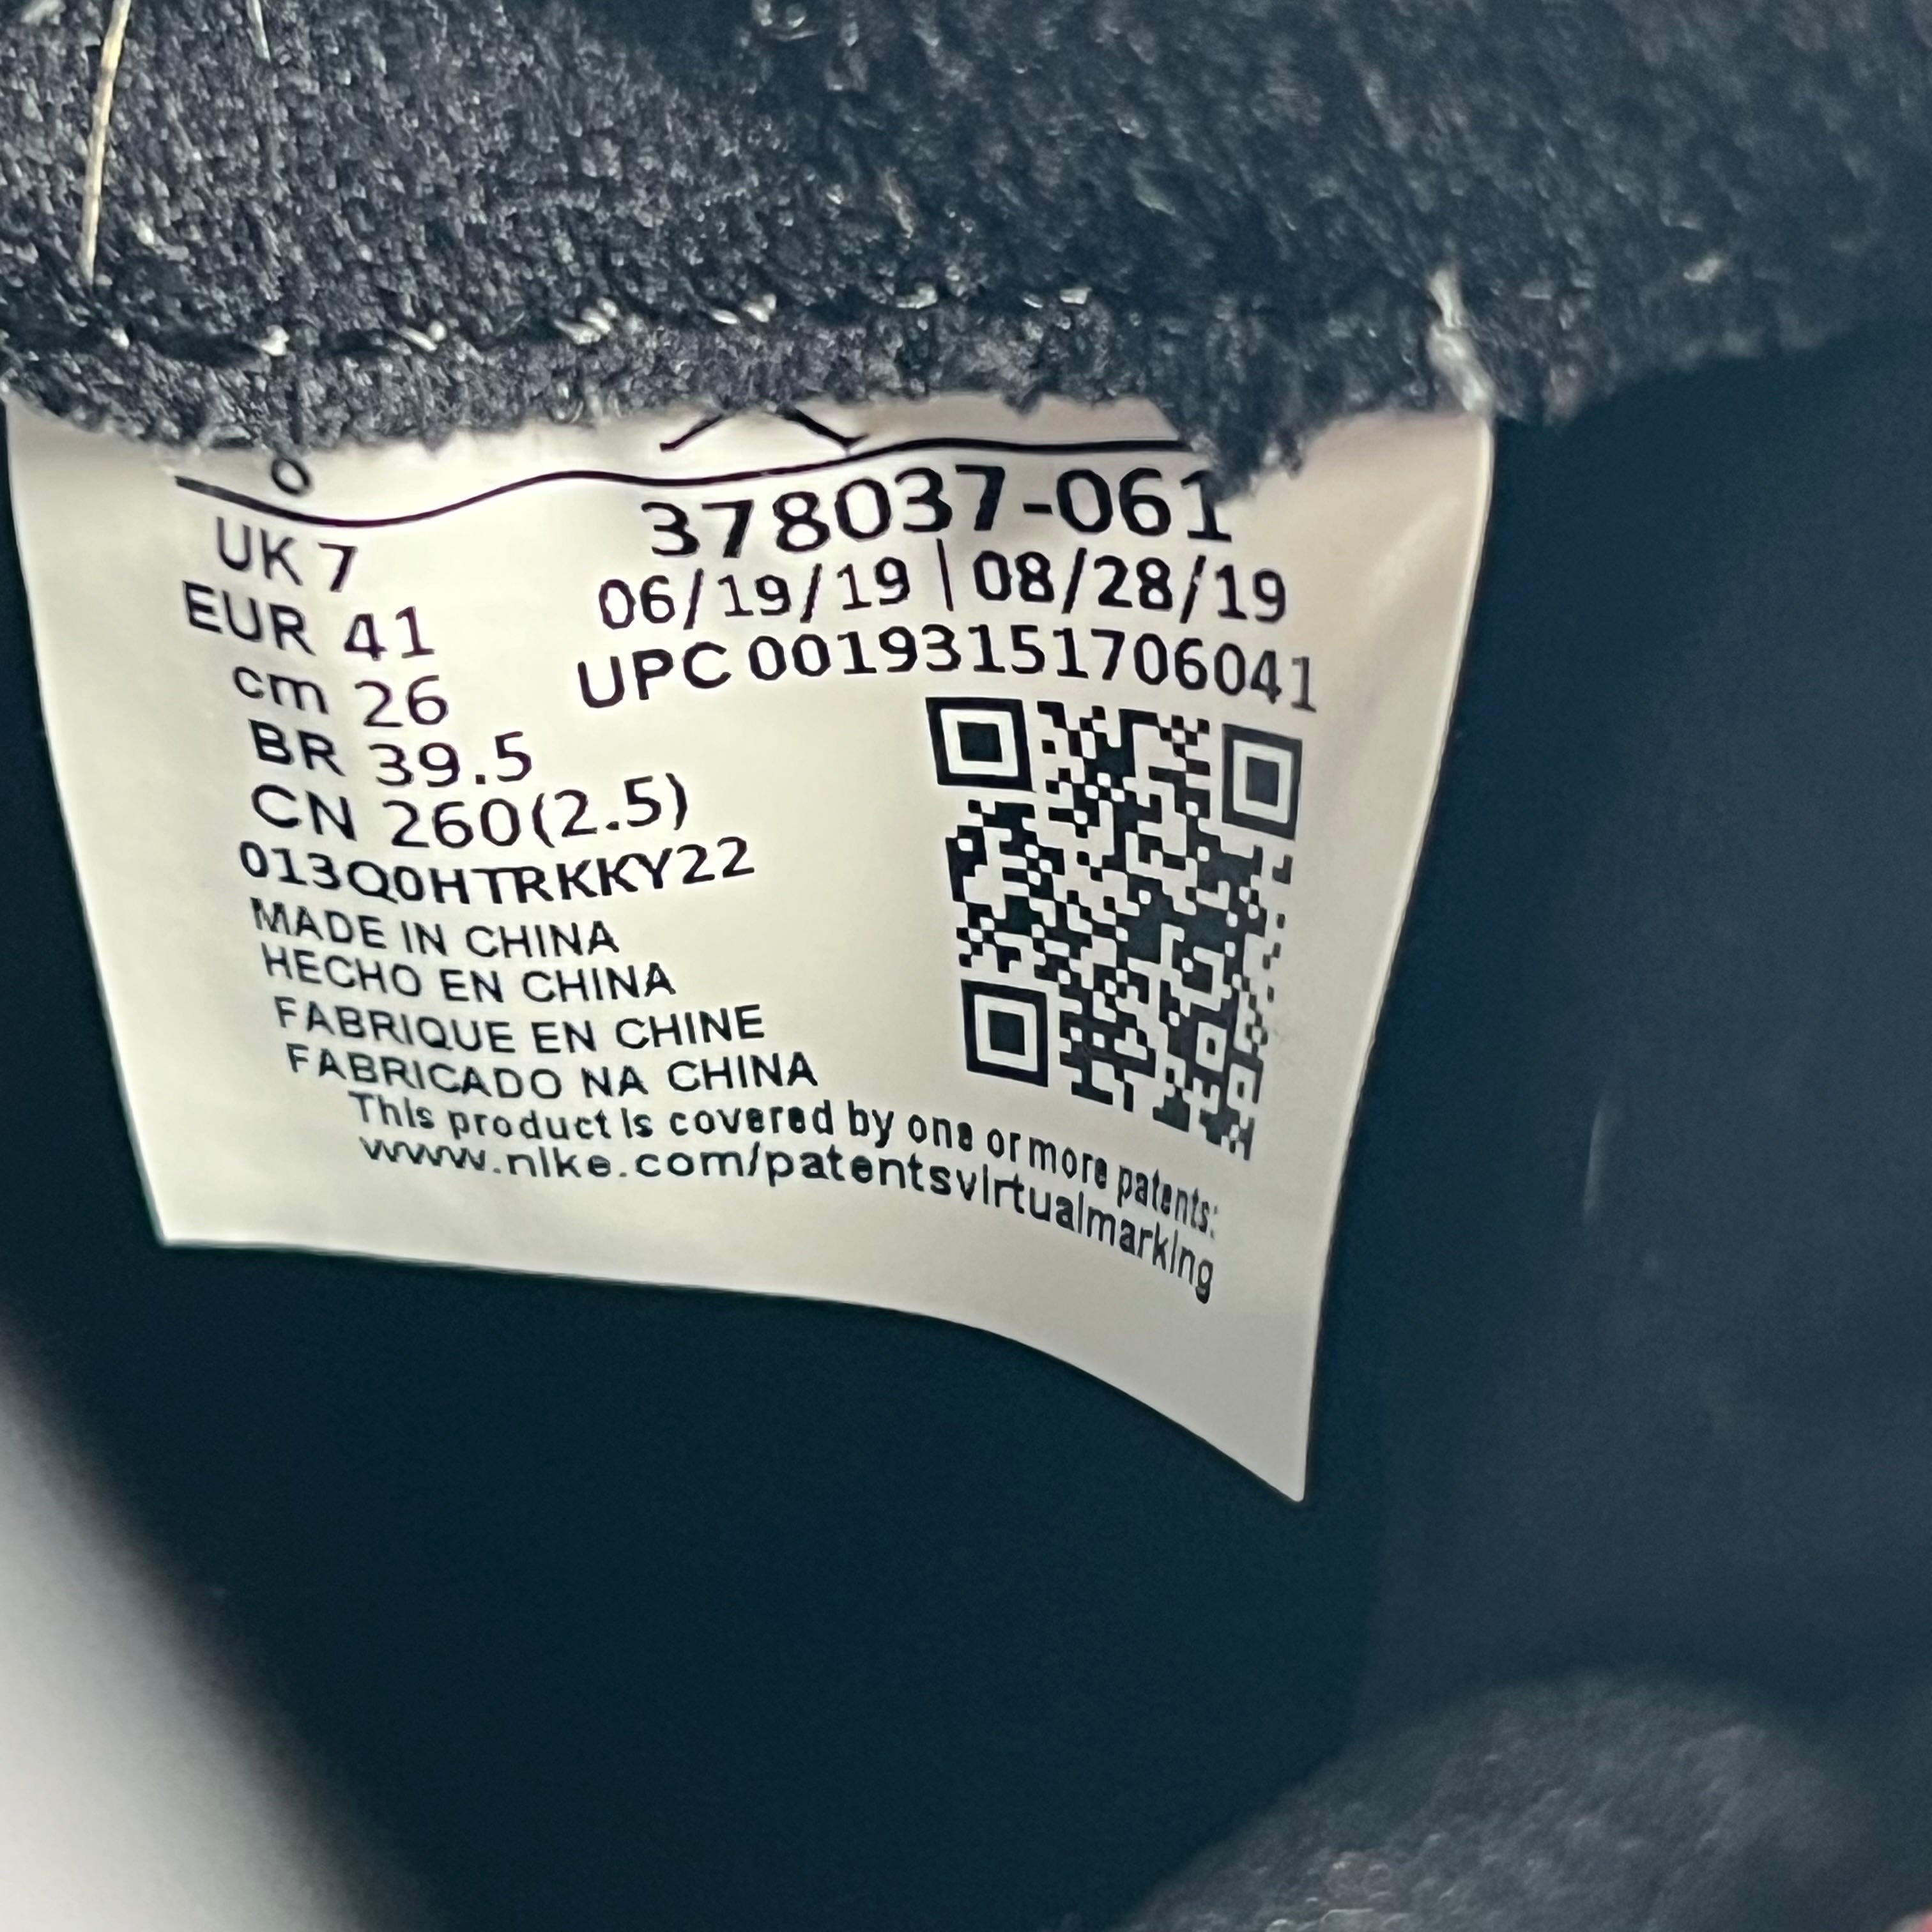 UK 7
EUR 41
cm 26
BR 39.5
CN 260(2.5)
013Q0HTRKKY22
MADE IN CHINA
HECHO EN CHINA
FABRIQUE EN CHINE
FABRICADO NA CHINA
378037-061
06/19/19 | 08/28/19
UPC 00193151706041
This product is covered by one or more patents:
www.nike.com/patentsvirtualmarking